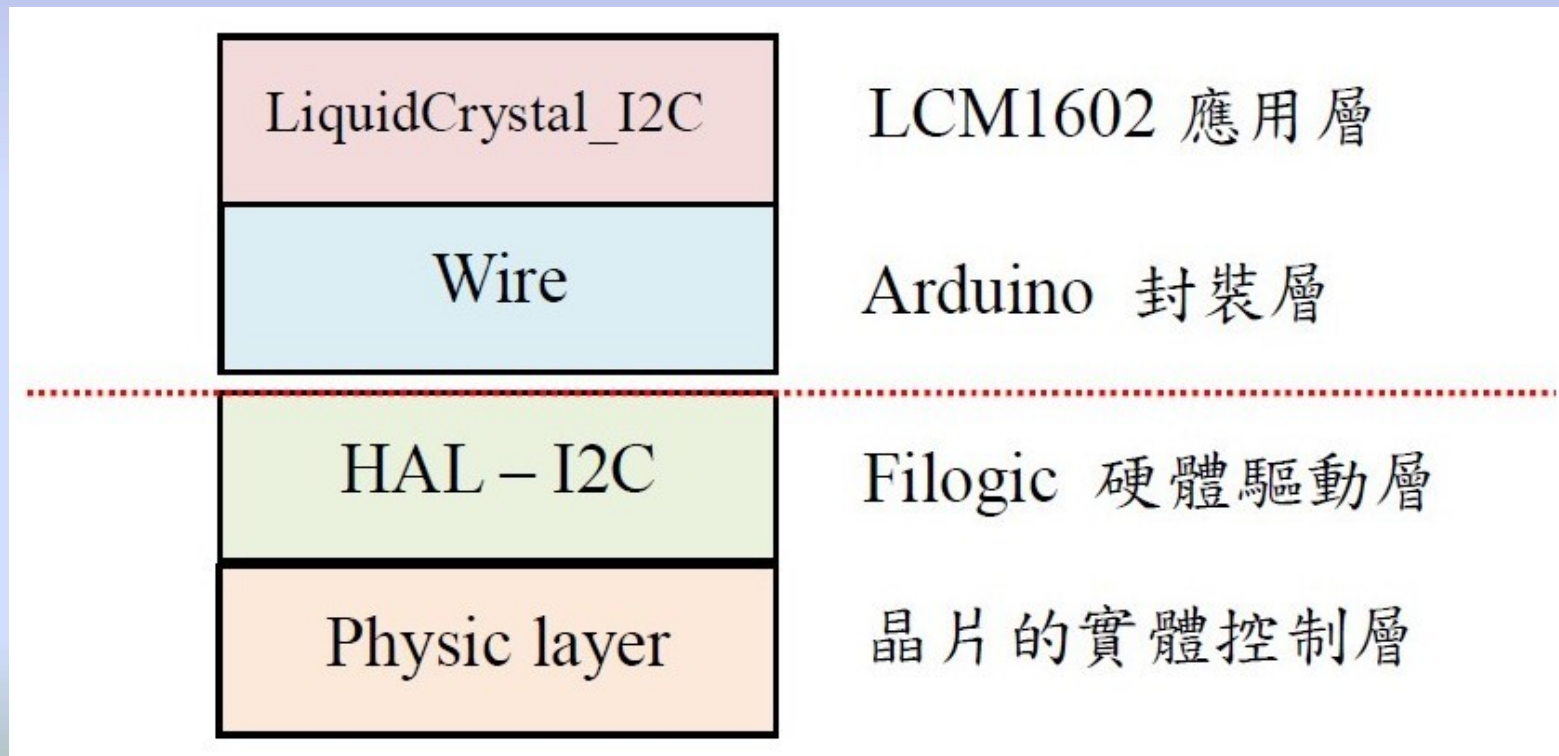 LiquidCrystal_I2C LCM1602 應用層
Wire Arduino 封裝層
HAL – I2C Filogic 硬體驅動層
Physic layer 晶片的實體控制層